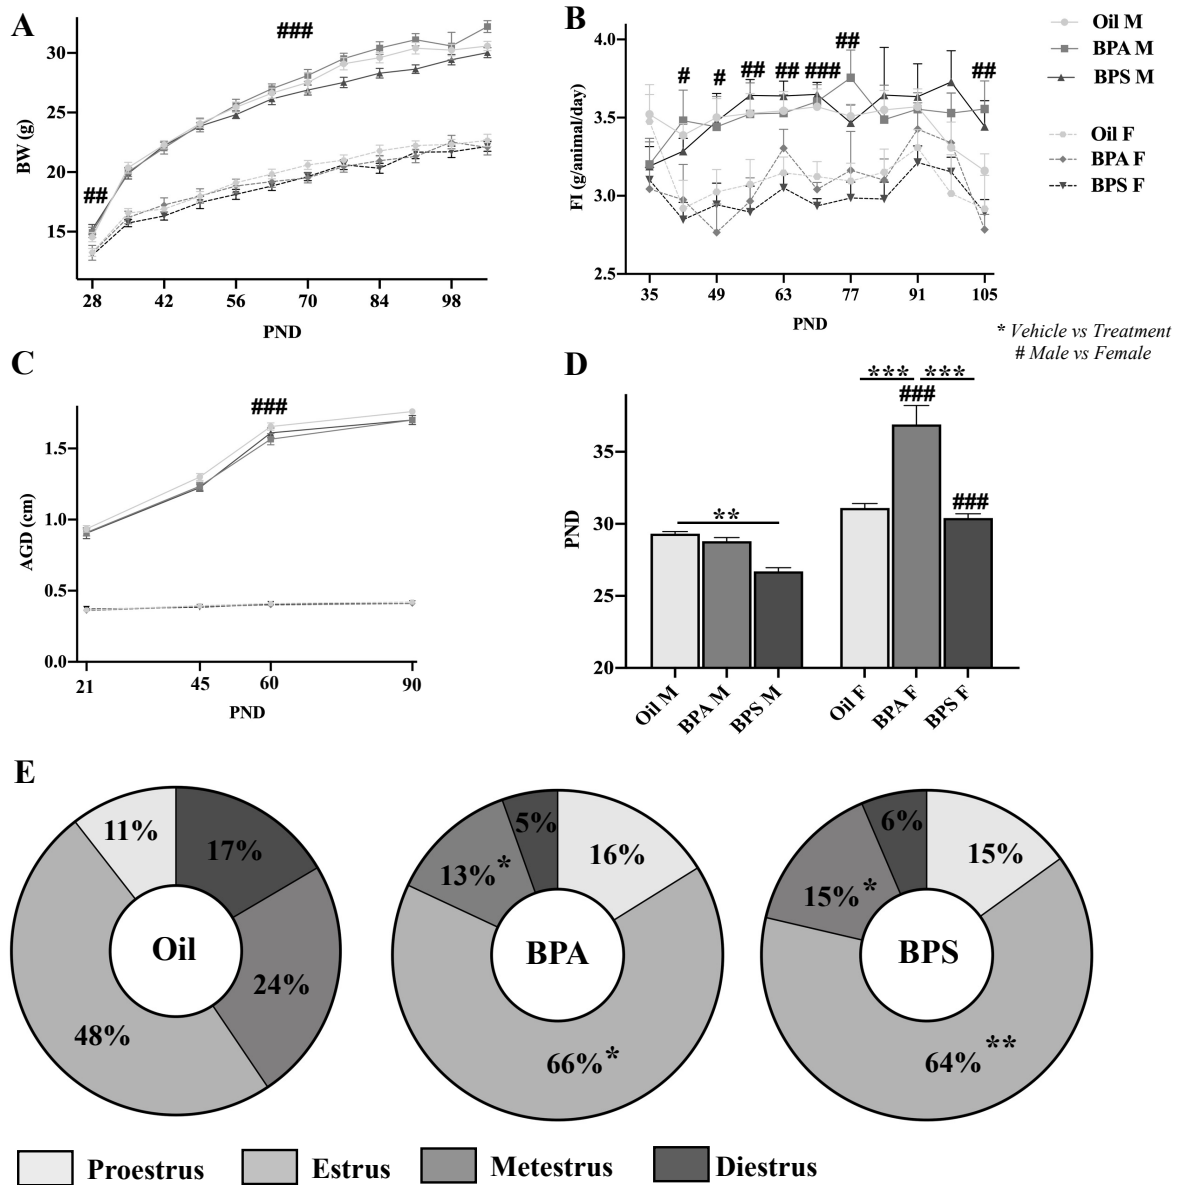 A
BW (g)
30
25
20
15
##
###
28
42
56
70
84
98
PND
B
FI (g/animal/day)
4.0
3.5
3.0
2.5
#
#
##
##
###
##
##
35
49
63
77
91
105
PND
Oil M
BPA M
BPS M
Oil F
BPA F
BPS F
* Vehicle vs Treatment
# Male vs Female
C
AGD (cm)
1.5
1.0
0.5
0.0
###
21
45
60
90
PND
D
PND
35
30
25
20
**
***
***
###
###
Oil M
BPA M
BPS M
Oil F
BPA F
BPS F
E
11%
17%
24%
48%
Oil
5%
16%
13%*
66%*
BPA
6%
15%
15%*
64%**
BPS
Proestrus
Estrus
Metestrus
Diestrus